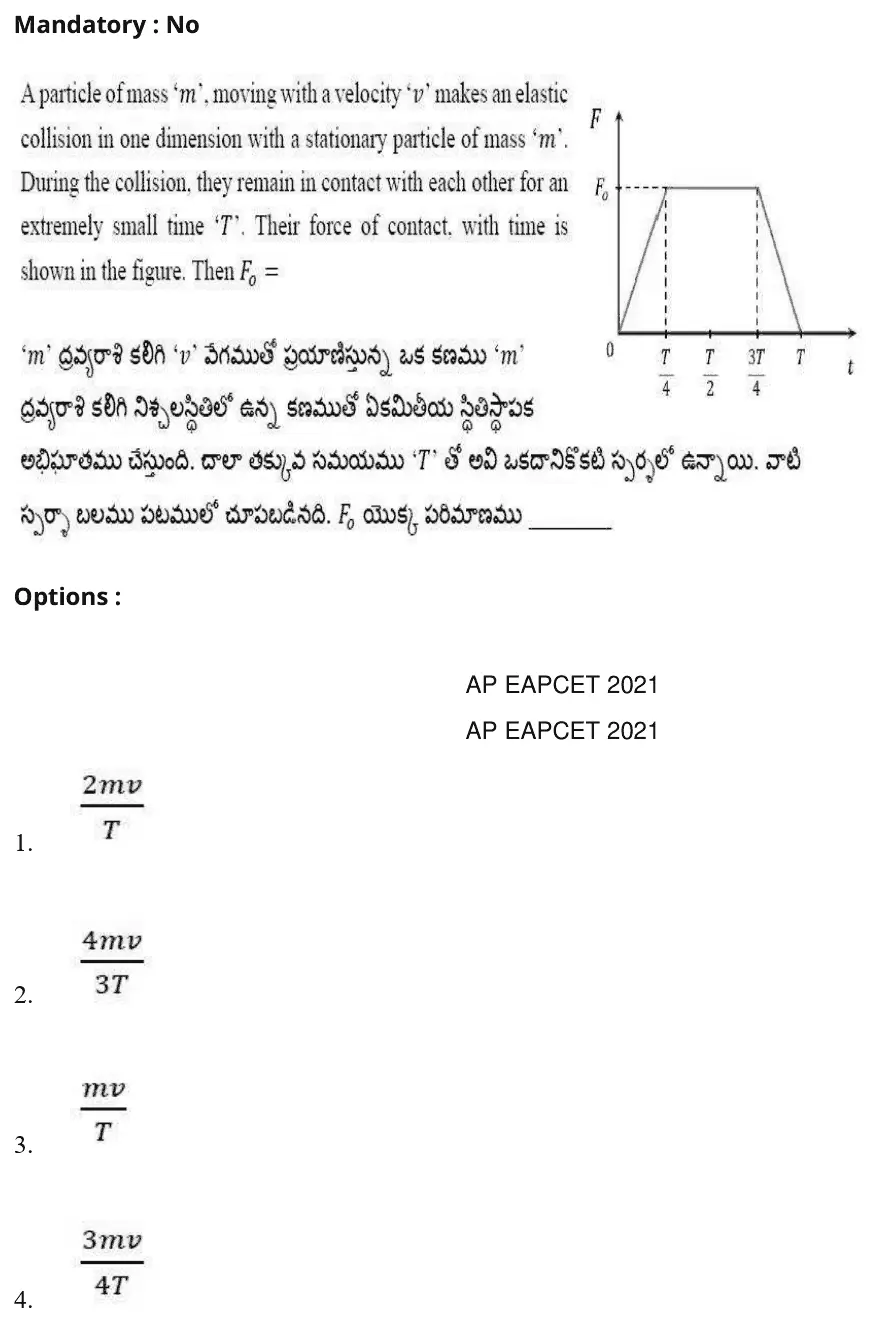 Mandatory : No
A particle of mass ‘m’, moving with a velocity ‘v’ makes an elastic
collision in one dimension with a stationary particle of mass ‘m’.
During the collision, they remain in contact with each other for an
extremely small time ‘T’. Their force of contact, with time is
shown in the figure. Then F₀ =
F
F₀
0
T/4
T/2
3T/4
T
t
‘m’ ద్రవ్యరాశి కలిగి ‘v’ వేగముతో ప్రయాణిస్తున్న ఒక కణము ‘m’
ద్రవ్యరాశి కలిగి నిశ్చలస్థితిలో ఉన్న కణముతో ఏకమితీయ స్థితిస్థాపక
అభిఘాతము చేస్తుంది. చాలా తక్కువ సమయము ‘T’ తో అవి ఒకదానికొకటి స్పర్శలో ఉన్నాయి. వాటి
స్పర్శా బలము పటములో చూపబడినది. F₀ యొక్క పరిమాణము ________
Options :
AP EAPCET 2021
AP EAPCET 2021
1. 2mv/T
2. 4mv/3T
3. mv/T
4. 3mv/4T